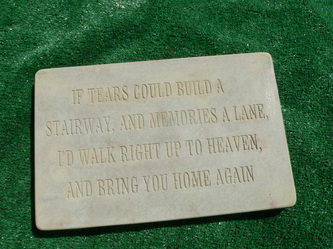 IF TEARS COULD BUILD A
STAIRWAY, AND MEMORIES A LANE,
I'D WALK RIGHT UP TO HEAVEN,
AND BRING YOU HOME AGAIN